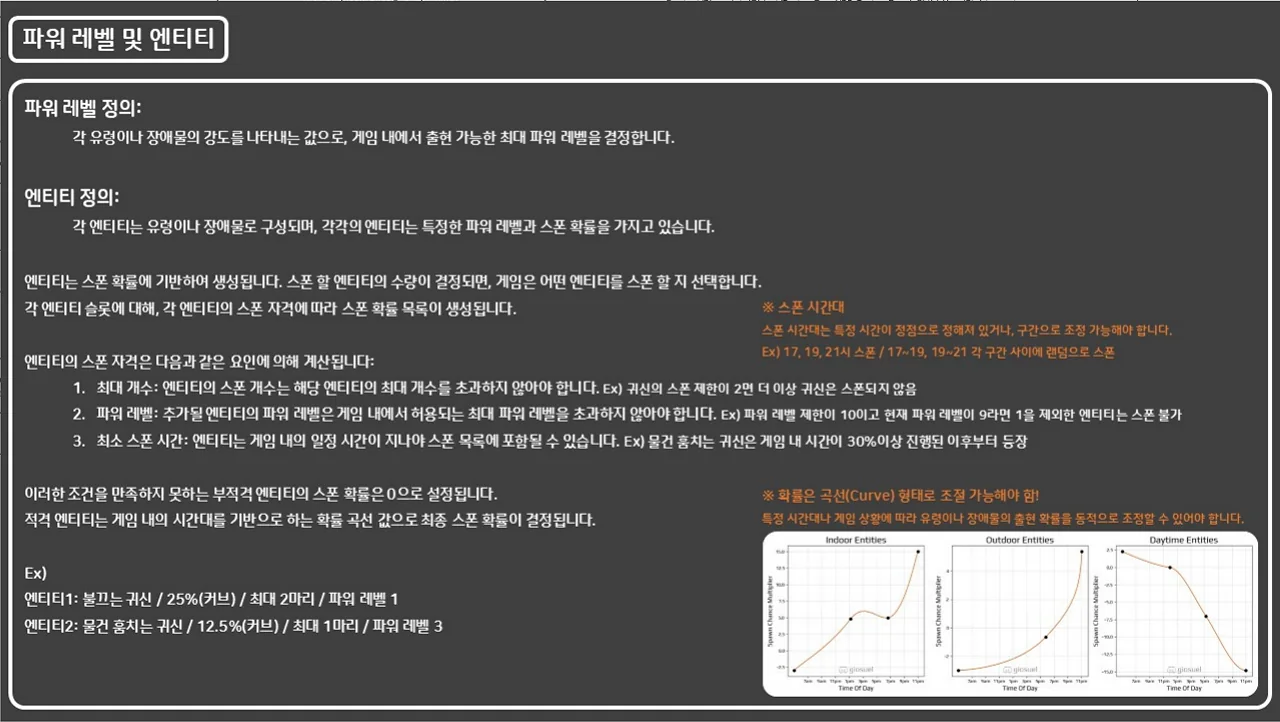 파워 레벨 및 엔티티
파워 레벨 정의:
각 유령이나 장애물의 강도를 나타내는 값으로, 게임 내에서 출현 가능한 최대 파워 레벨을 결정합니다.
엔티티 정의:
각 엔티티는 유령이나 장애물로 구성되며, 각각의 엔티티는 특정한 파워 레벨과 스폰 확률을 가지고 있습니다.
엔티티는 스폰 확률에 기반하여 생성됩니다. 스폰 할 엔티티의 수량이 결정되면, 게임은 어떤 엔티티를 스폰 할 지 선택합니다.
각 엔티티 슬롯에 대해, 각 엔티티의 스폰 자격에 따라 스폰 확률 목록이 생성됩니다.
※ 스폰 시간대
스폰 시간대는 특정 시간이 정점으로 정해져 있거나, 구간으로 조정 가능해야 합니다.
Ex) 17, 19, 21시 스폰 / 17~19, 19~21 각 구간 사이에 랜덤으로 스폰
엔티티의 스폰 자격은 다음과 같은 요인에 의해 계산됩니다:
1. 최대 개수: 엔티티의 스폰 개수는 해당 엔티티의 최대 개수를 초과하지 않아야 합니다. Ex) 귀신의 스폰 제한이 2면 더 이상 귀신은 스폰되지 않음
2. 파워 레벨: 추가될 엔티티의 파워 레벨은 게임 내에서 허용되는 최대 파워 레벨을 초과하지 않아야 합니다. Ex) 파워 레벨 제한이 10이고 현재 파워 레벨이 9라면 1을 제외한 엔티티는 스폰 불가
3. 최소 스폰 시간: 엔티티는 게임 내의 일정 시간이 지나야 스폰 목록에 포함될 수 있습니다. Ex) 물건 훔치는 귀신은 게임 내 시간이 30%이상 진행된 이후부터 등장
이러한 조건을 만족하지 못하는 부적격 엔티티의 스폰 확률은 0으로 설정됩니다.
적격 엔티티는 게임 내의 시간대를 기반으로 하는 확률 곡선 값으로 최종 스폰 확률이 결정됩니다.
※ 확률은 곡선(Curve) 형태로 조절 가능해야 함!
특정 시간대나 게임 상황에 따라 유령이나 장애물의 출현 확률을 동적으로 조정할 수 있어야 합니다.
Ex)
엔티티1: 불끄는 귀신 / 25%(커브) / 최대 2마리 / 파워 레벨 1
엔티티2: 물건 훔치는 귀신 / 12.5%(커브) / 최대 1마리 / 파워 레벨 3
Indoor Entities
Spawn Chance Multiplier
giosuel
Time Of Day
Outdoor Entities
Spawn Chance Multiplier
giosuel
Time Of Day
Daytime Entities
Spawn Chance Multiplier
giosuel
Time Of Day